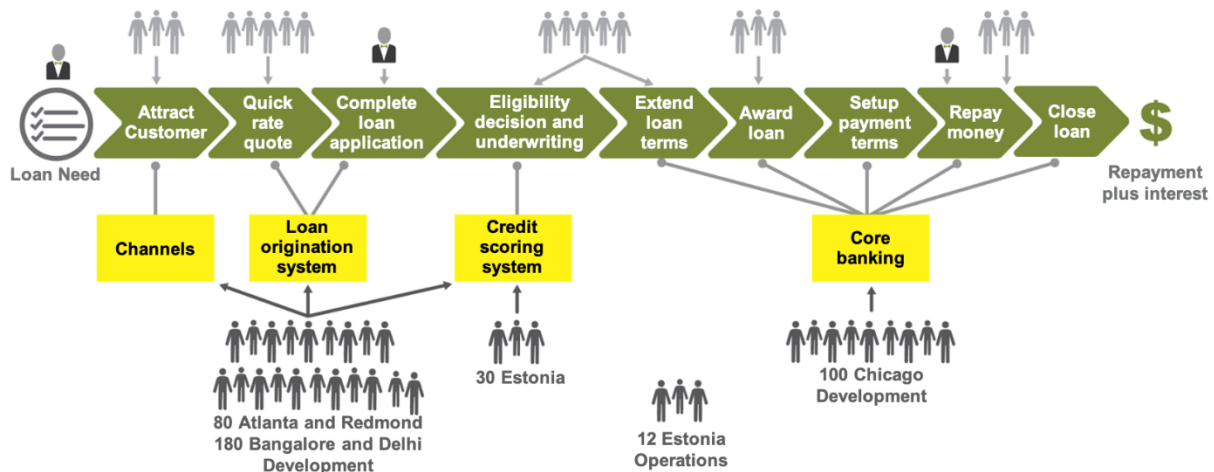 Loan Need
Attract
Customer
Quick
rate
quote
Complete
loan
application
Eligibility
decision and
underwriting
Extend
loan
terms
Award
loan
Setup
payment
terms
Repay
money
Close
loan
$
Repayment
plus interest
Channels
Loan
origination
system
Credit
scoring
system
Core
banking
80 Atlanta and Redmond
180 Bangalore and Delhi
Development
30 Estonia
12 Estonia
Operations
100 Chicago
Development